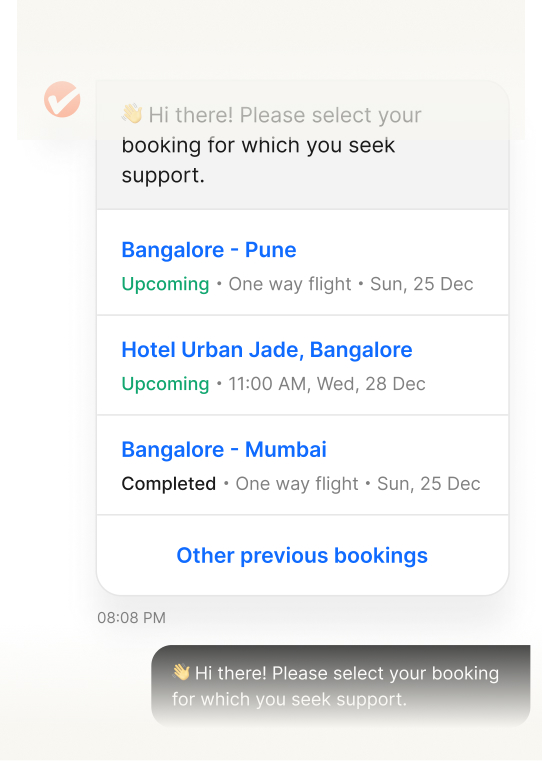 👋 Hi there! Please select your
booking for which you seek
support.
Bangalore - Pune
Upcoming • One way flight • Sun, 25 Dec
Hotel Urban Jade, Bangalore
Upcoming • 11:00 AM, Wed, 28 Dec
Bangalore - Mumbai
Completed • One way flight • Sun, 25 Dec
Other previous bookings
08:08 PM
👋 Hi there! Please select your booking
for which you seek support.